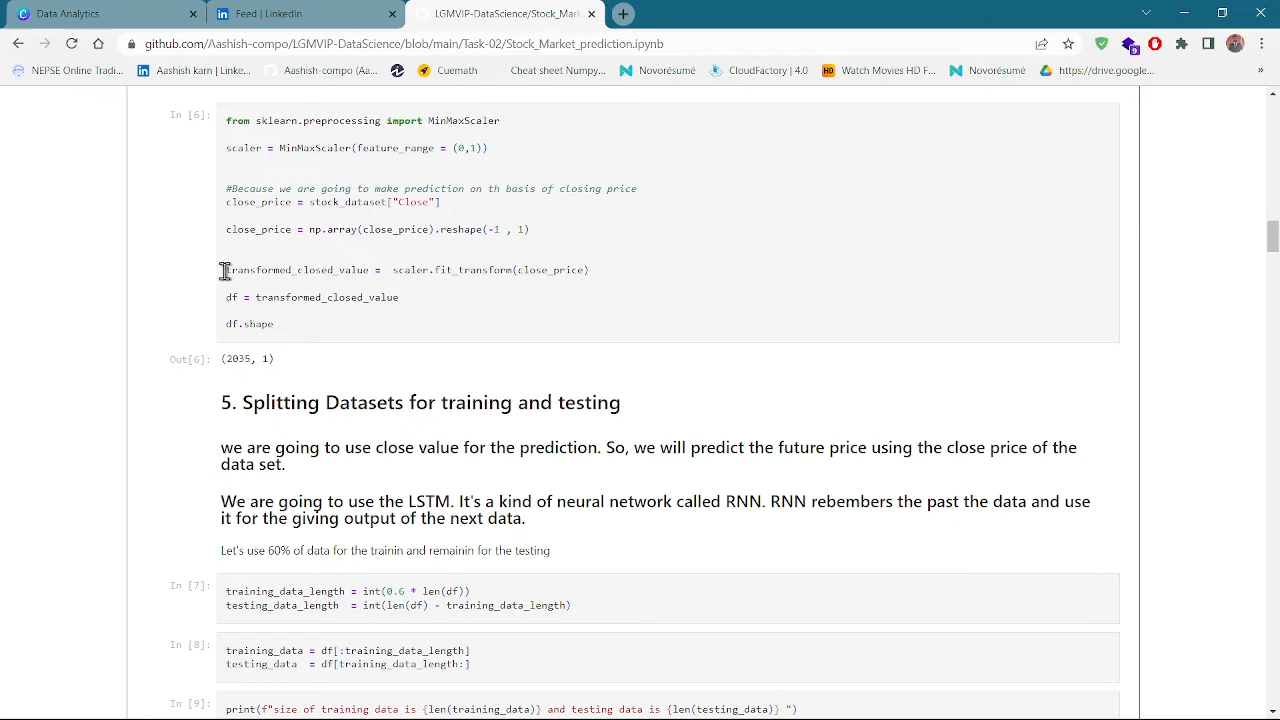 Data Analytics
Feed | LinkedIn
LGMVIP-DataScience/Stock_Mark
github.com/Aashish-compo/LGMVIP-DataScience/blob/main/Task-02/Stock_Market_prediction.ipynb
9
NEPSE Online Tradi...
Aashish karn | Linke...
Aashish-compo (Aa...
Cuemath
Cheat sheet Numpy...
Novorésumé
CloudFactory | 4.0
HD
Watch Movies HD F...
Novorésumé
https://drive.google...
»
In [6]:
from sklearn.preprocessing import MinMaxScaler
scaler = MinMaxScaler(feature_range = (0,1))
#Because we are going to make prediction on th basis of closing price
close_price = stock_dataset["Close"]
close_price = np.array(close_price).reshape(-1 , 1)
transformed_closed_value =  scaler.fit_transform(close_price)
df = transformed_closed_value
df.shape
Out[6]: (2035, 1)
5. Splitting Datasets for training and testing
we are going to use close value for the prediction. So, we will predict the future price using the close price of the
data set.
We are going to use the LSTM. It's a kind of neural network called RNN. RNN rebembers the past the data and use
it for the giving output of the next data.
Let's use 60% of data for the trainin and remainin for the testing
In [7]:
training_data_length = int(0.6 * len(df))
testing_data_length  = int(len(df) - training_data_length)
In [8]:
training_data = df[:training_data_length]
testing_data  = df[training_data_length:]
In [9]:
print(f"size of training data is {len(training_data)} and testing data is {len(testing_data)} ")